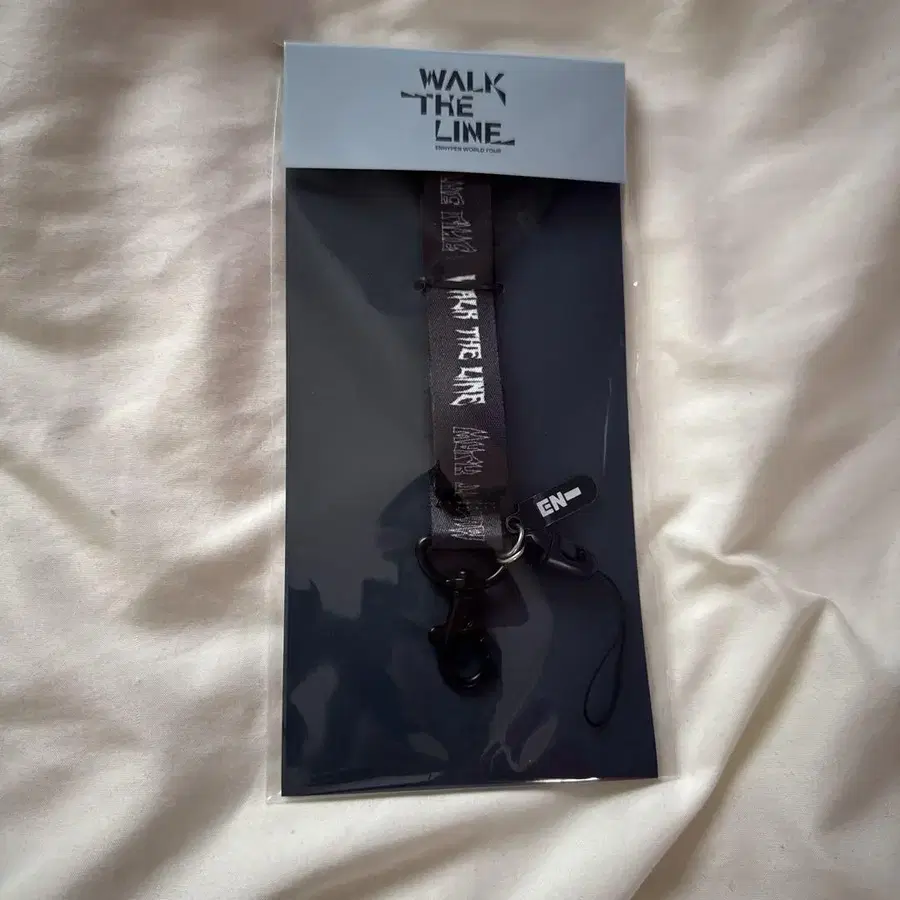 WALK
THE
LINE
ENHYPEN WORLD TOUR
WALK THE LINE
EN-